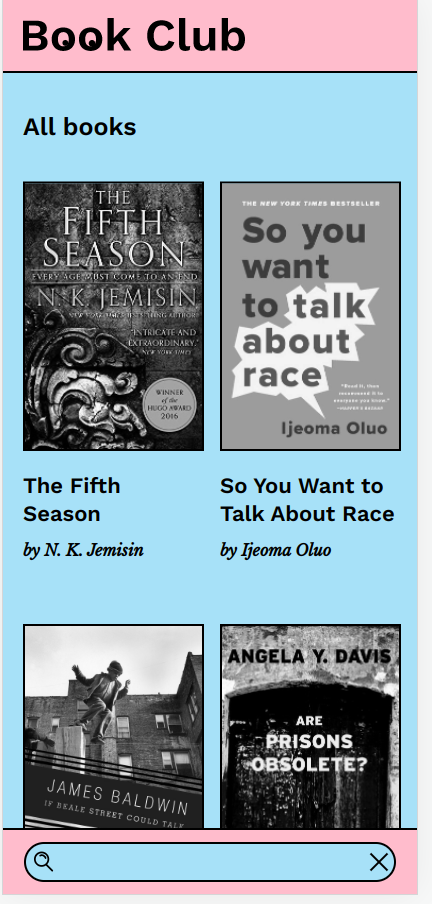 Book Club
All books
THE
FIFTH
SEASON
EVERY AGE MUST COME TO AN END
N. K. JEMISIN
NEW YORK TIMES BESTSELLING AUTHOR
"INTRICATE AND
EXTRAORDINARY."
NEW YORK TIMES
WINNER
of the
HUGO AWARD
2016
THE NEW YORK TIMES BESTSELLER
So you
want
to talk
about
race
"Read it, then
recommend it to
everyone you know."
Ijeoma Oluo
The Fifth
Season
by N. K. Jemisin
So You Want to
Talk About Race
by Ijeoma Oluo
JAMES BALDWIN
IF BEALE STREET COULD TALK
ANGELA Y. DAVIS
ARE
PRISONS
OBSOLETE?